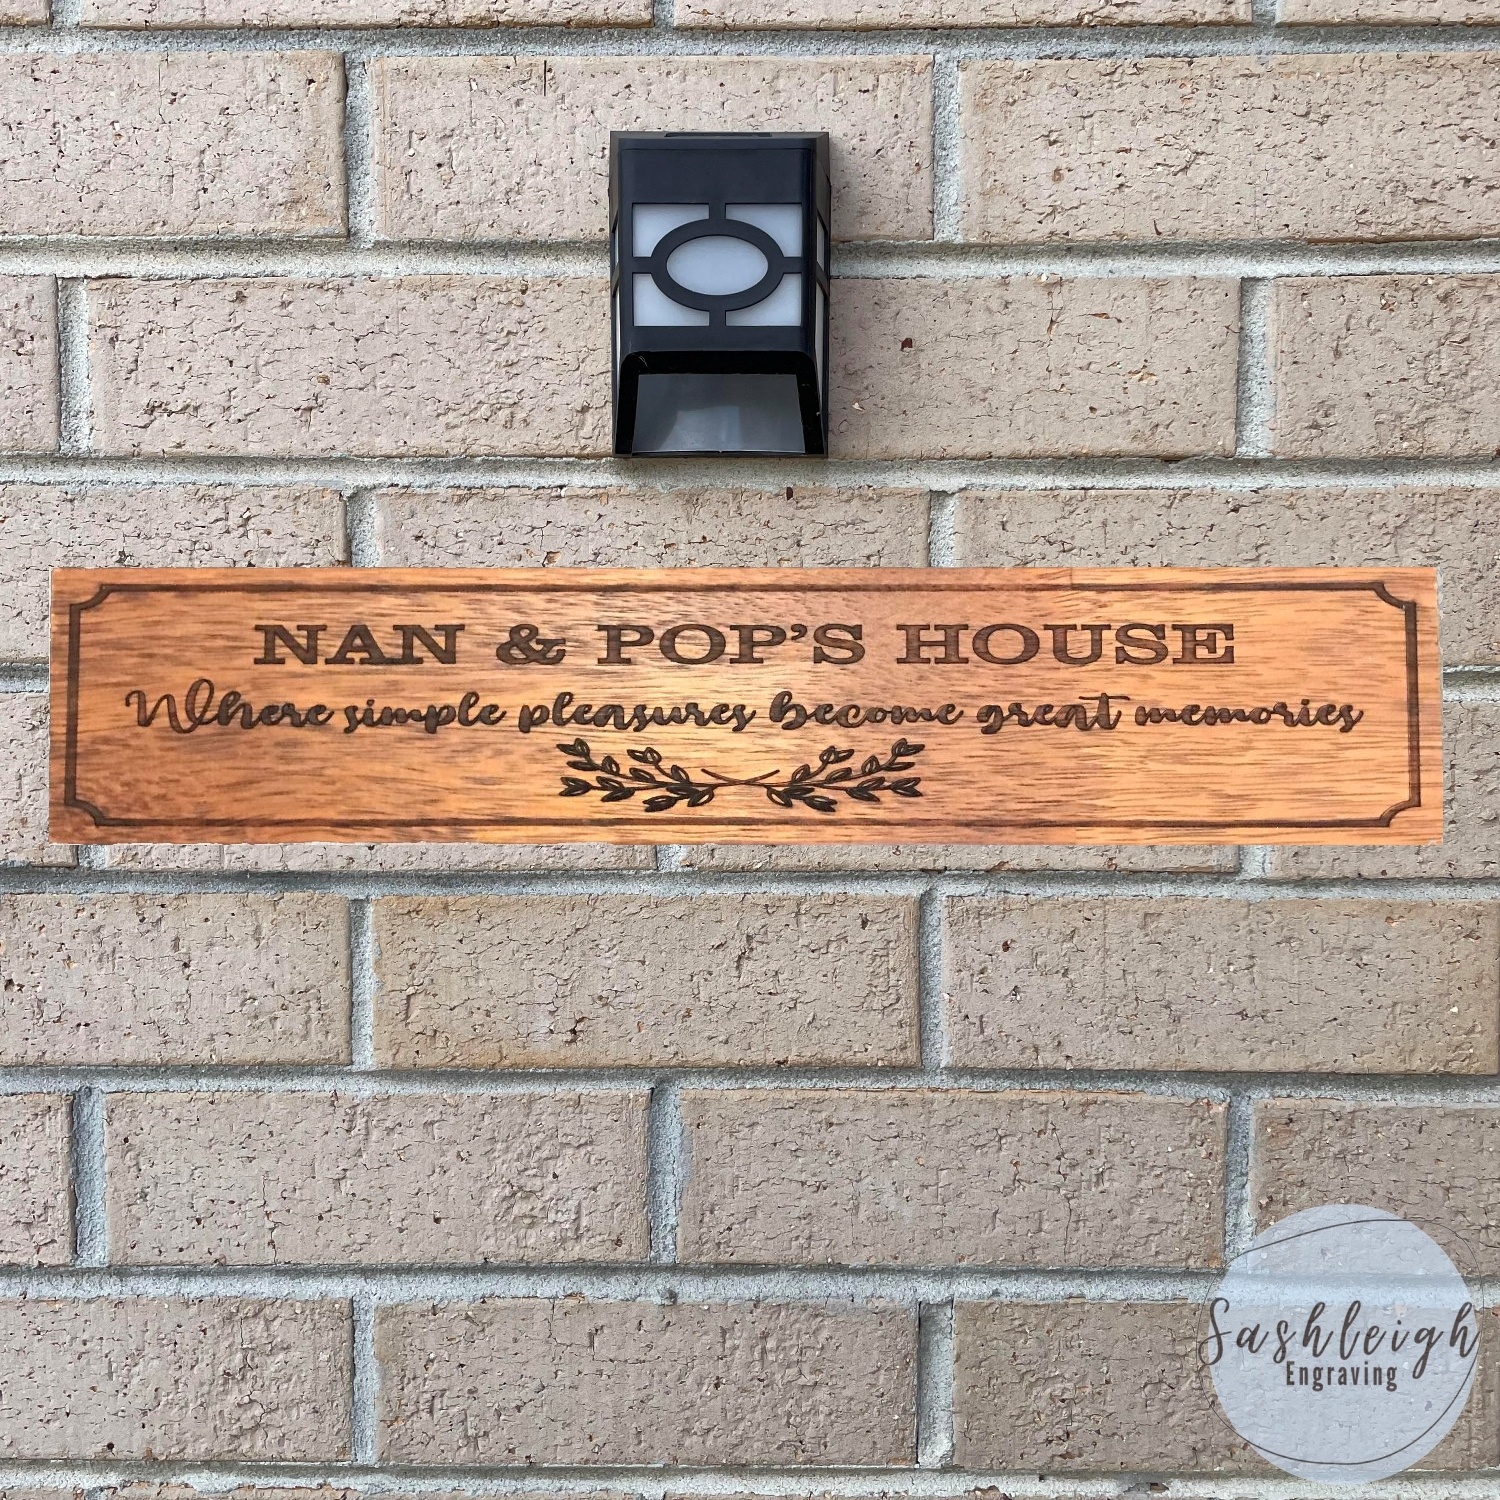 NAN & POP'S HOUSE
Where simple pleasures become great memories
Sashleigh
Engraving